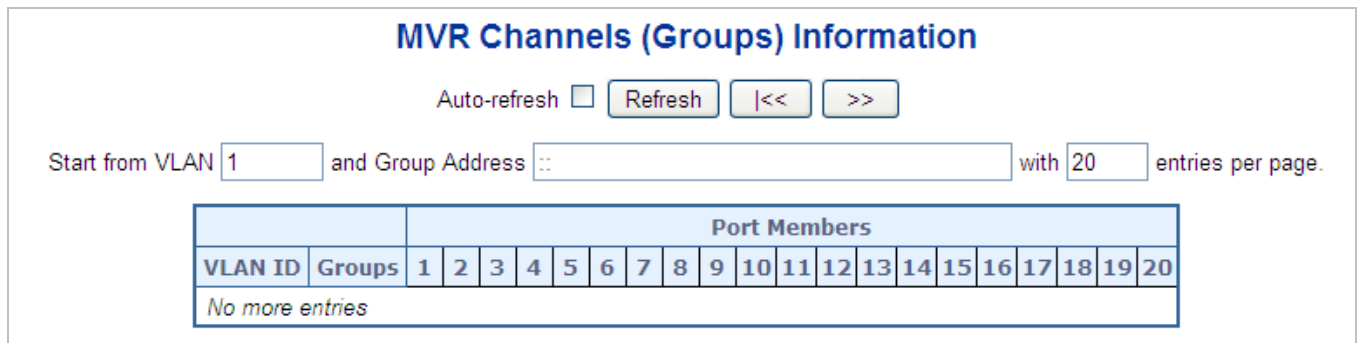 MVR Channels (Groups) Information
Auto-refresh Refresh |<< >>
Start from VLAN 1 and Group Address :: with 20 entries per page.
Port Members
VLAN ID Groups 1 2 3 4 5 6 7 8 9 10 11 12 13 14 15 16 17 18 19 20
No more entries